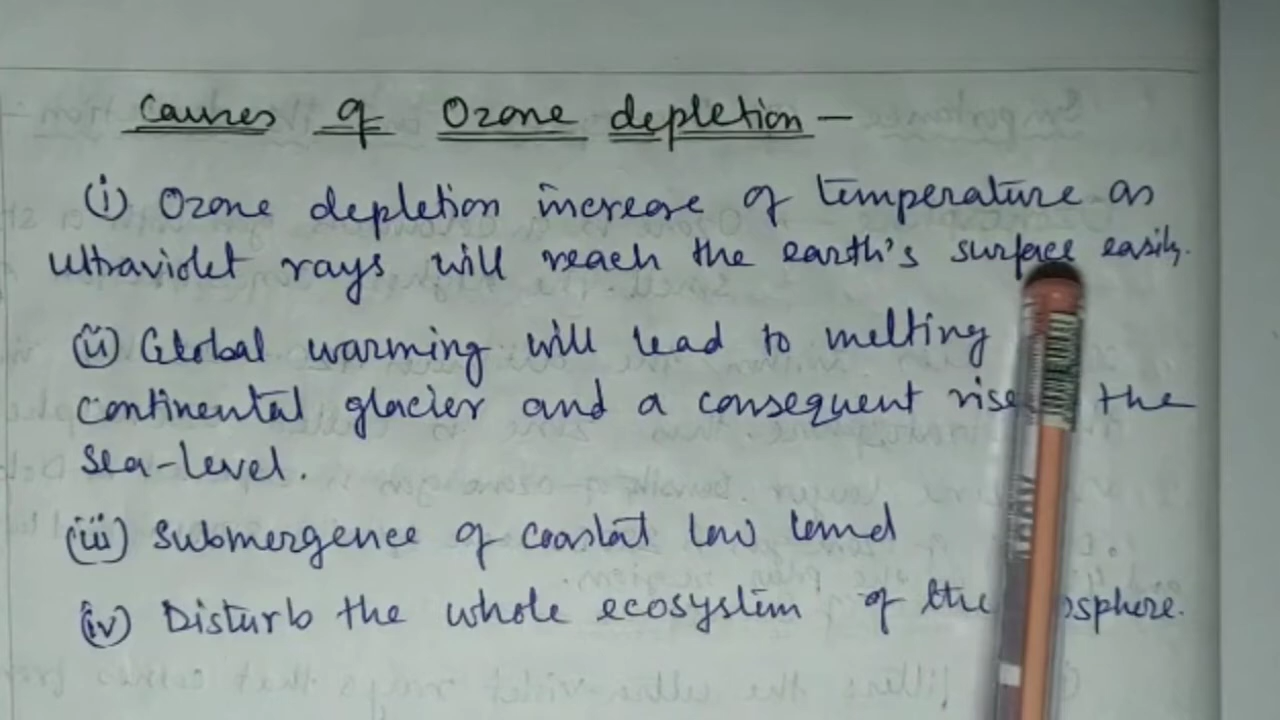 Causes of Ozone depletion —
(i) Ozone depletion increase of temperature as
ultraviolet rays will reach the earth's surface easily.
(ii) Global warming will lead to melting
continental glacier and a consequent rise the
sea-level.
(iii) Submergence of coastal low land
(iv) Disturb the whole ecosystem of the